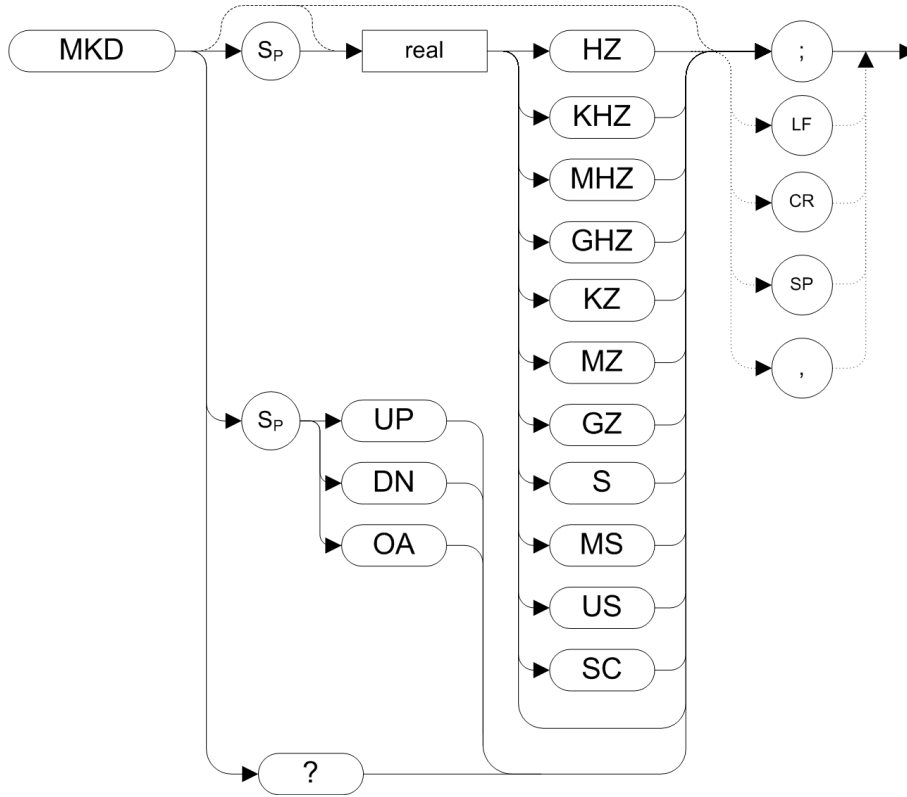 MKD SP real HZ ;
KHZ LF
MHZ
CR
GHZ
SP
KZ
MZ ,
SP UP GZ
DN S
OA MS
US
SC
?